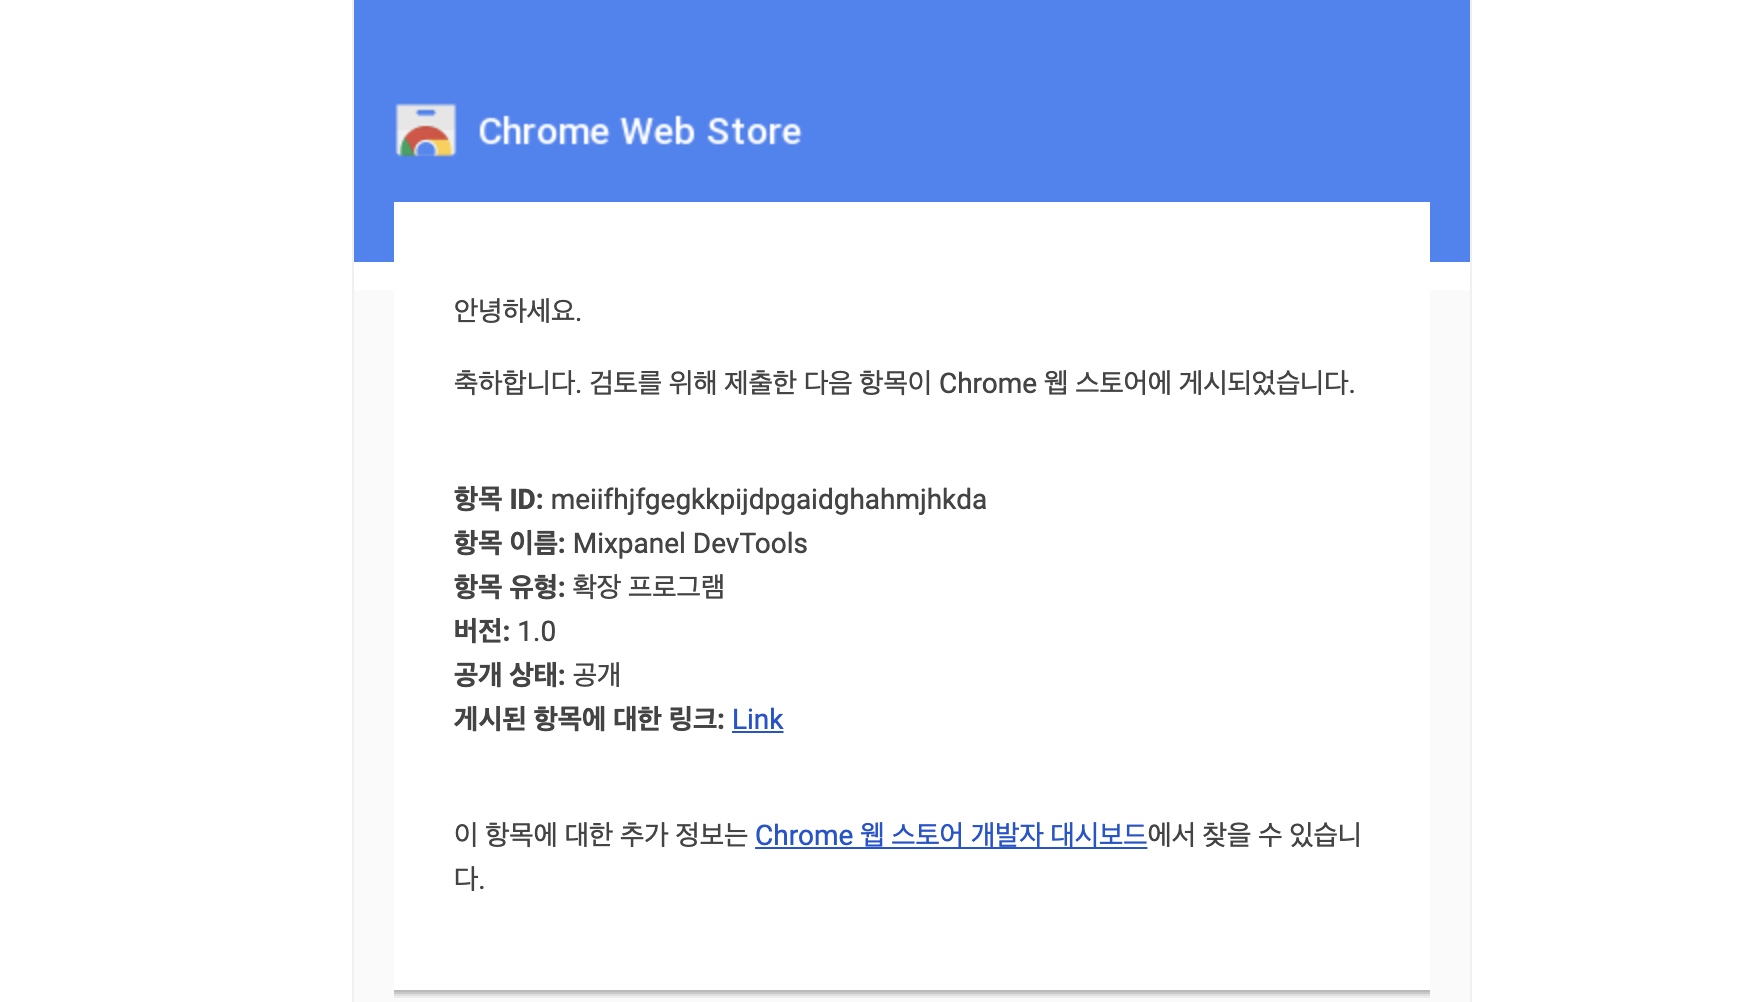 Chrome Web Store
안녕하세요.
축하합니다. 검토를 위해 제출한 다음 항목이 Chrome 웹 스토어에 게시되었습니다.
항목 ID: meiifhjfgegkkpijdpgaidghahmjhkda
항목 이름: Mixpanel DevTools
항목 유형: 확장 프로그램
버전: 1.0
공개 상태: 공개
게시된 항목에 대한 링크: Link
이 항목에 대한 추가 정보는 Chrome 웹 스토어 개발자 대시보드에서 찾을 수 있습니
다.